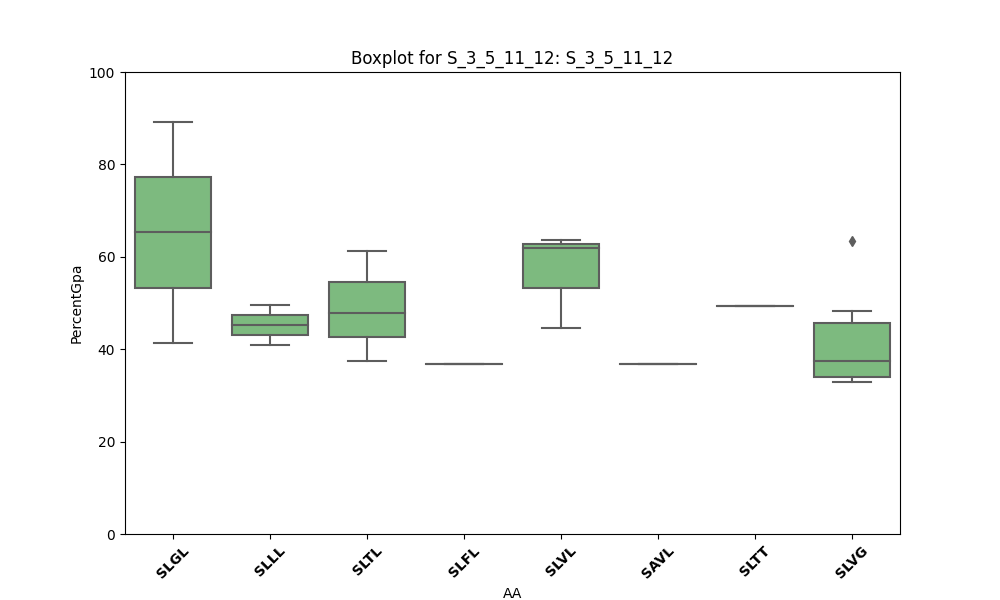 Boxplot for S_3_5_11_12: S_3_5_11_12
100
80
60
40
20
0
PercentGpa
SLGL
SLLL
SLTL
SLFL
SLVL
SAVL
SLTT
SLVG
AA